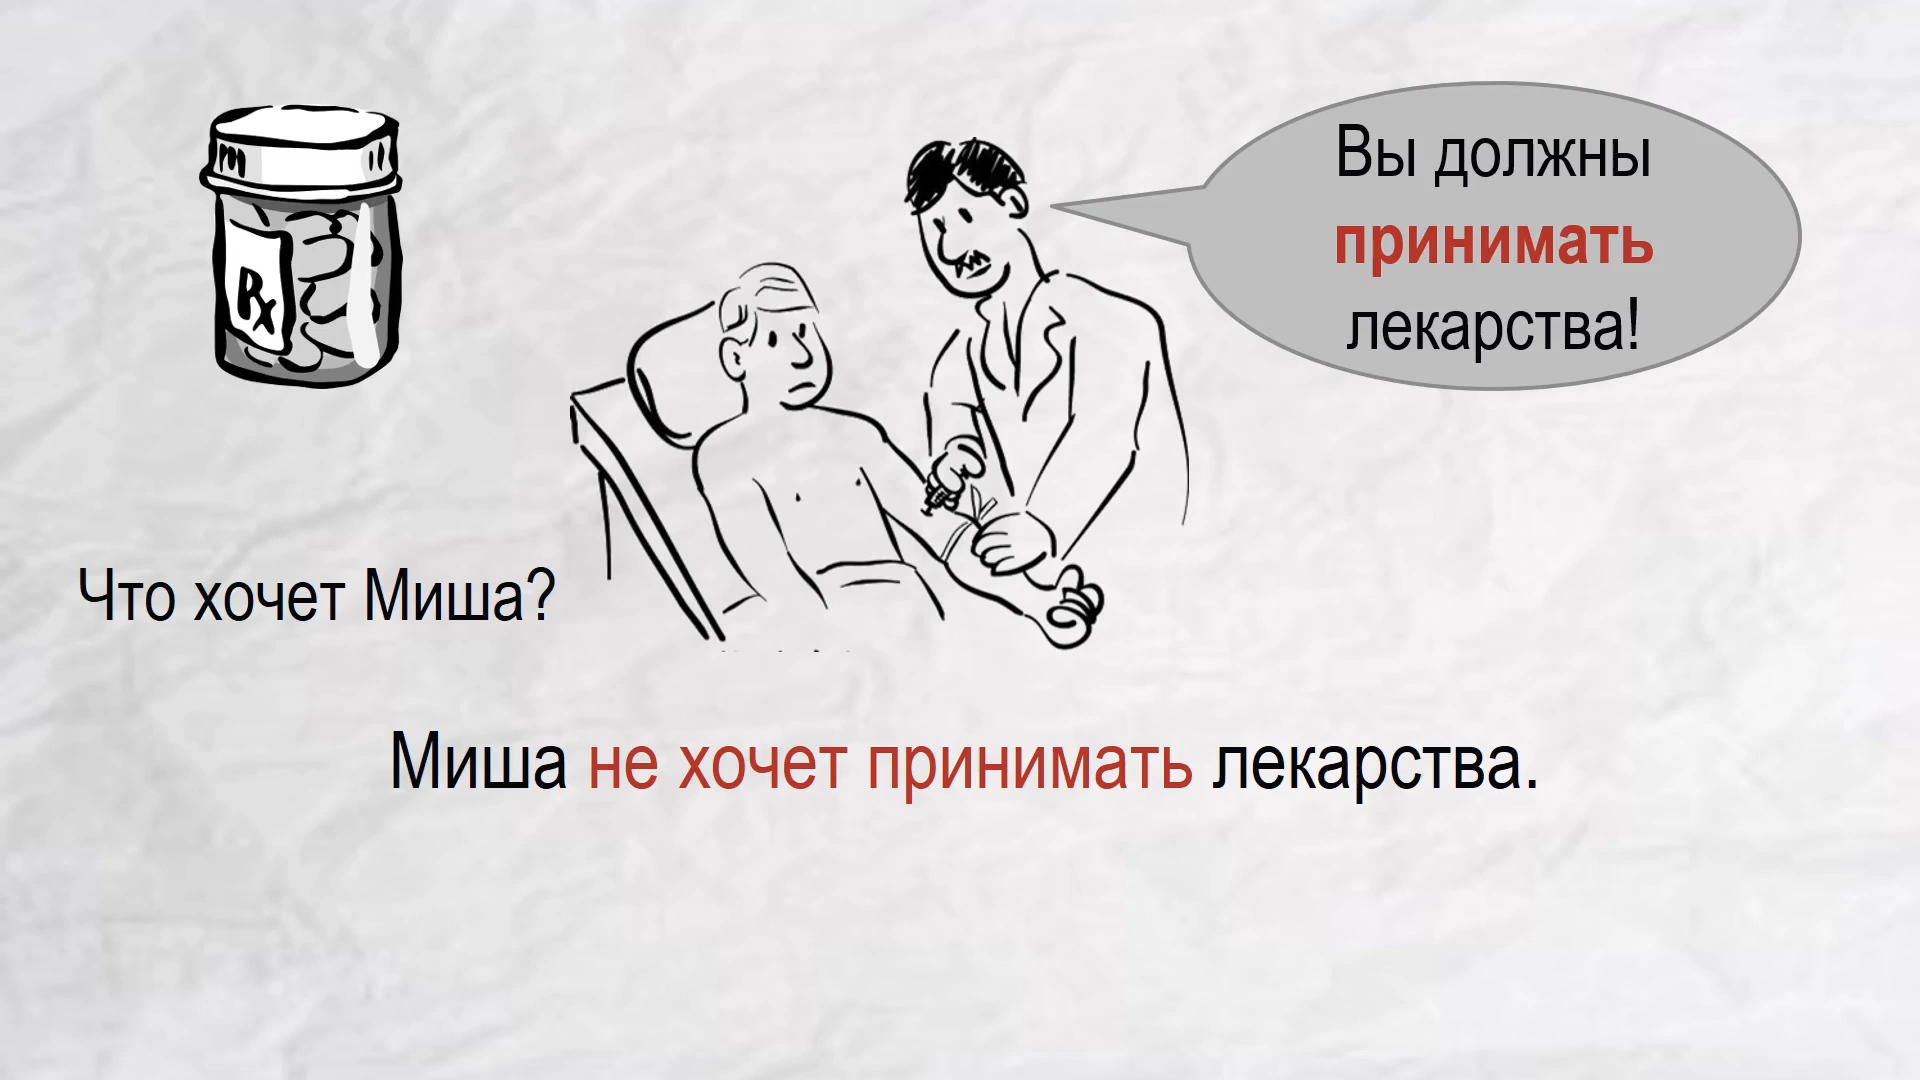 Вы должны
принимать
лекарства!
Rx
Что хочет Миша?
Миша не хочет принимать лекарства.